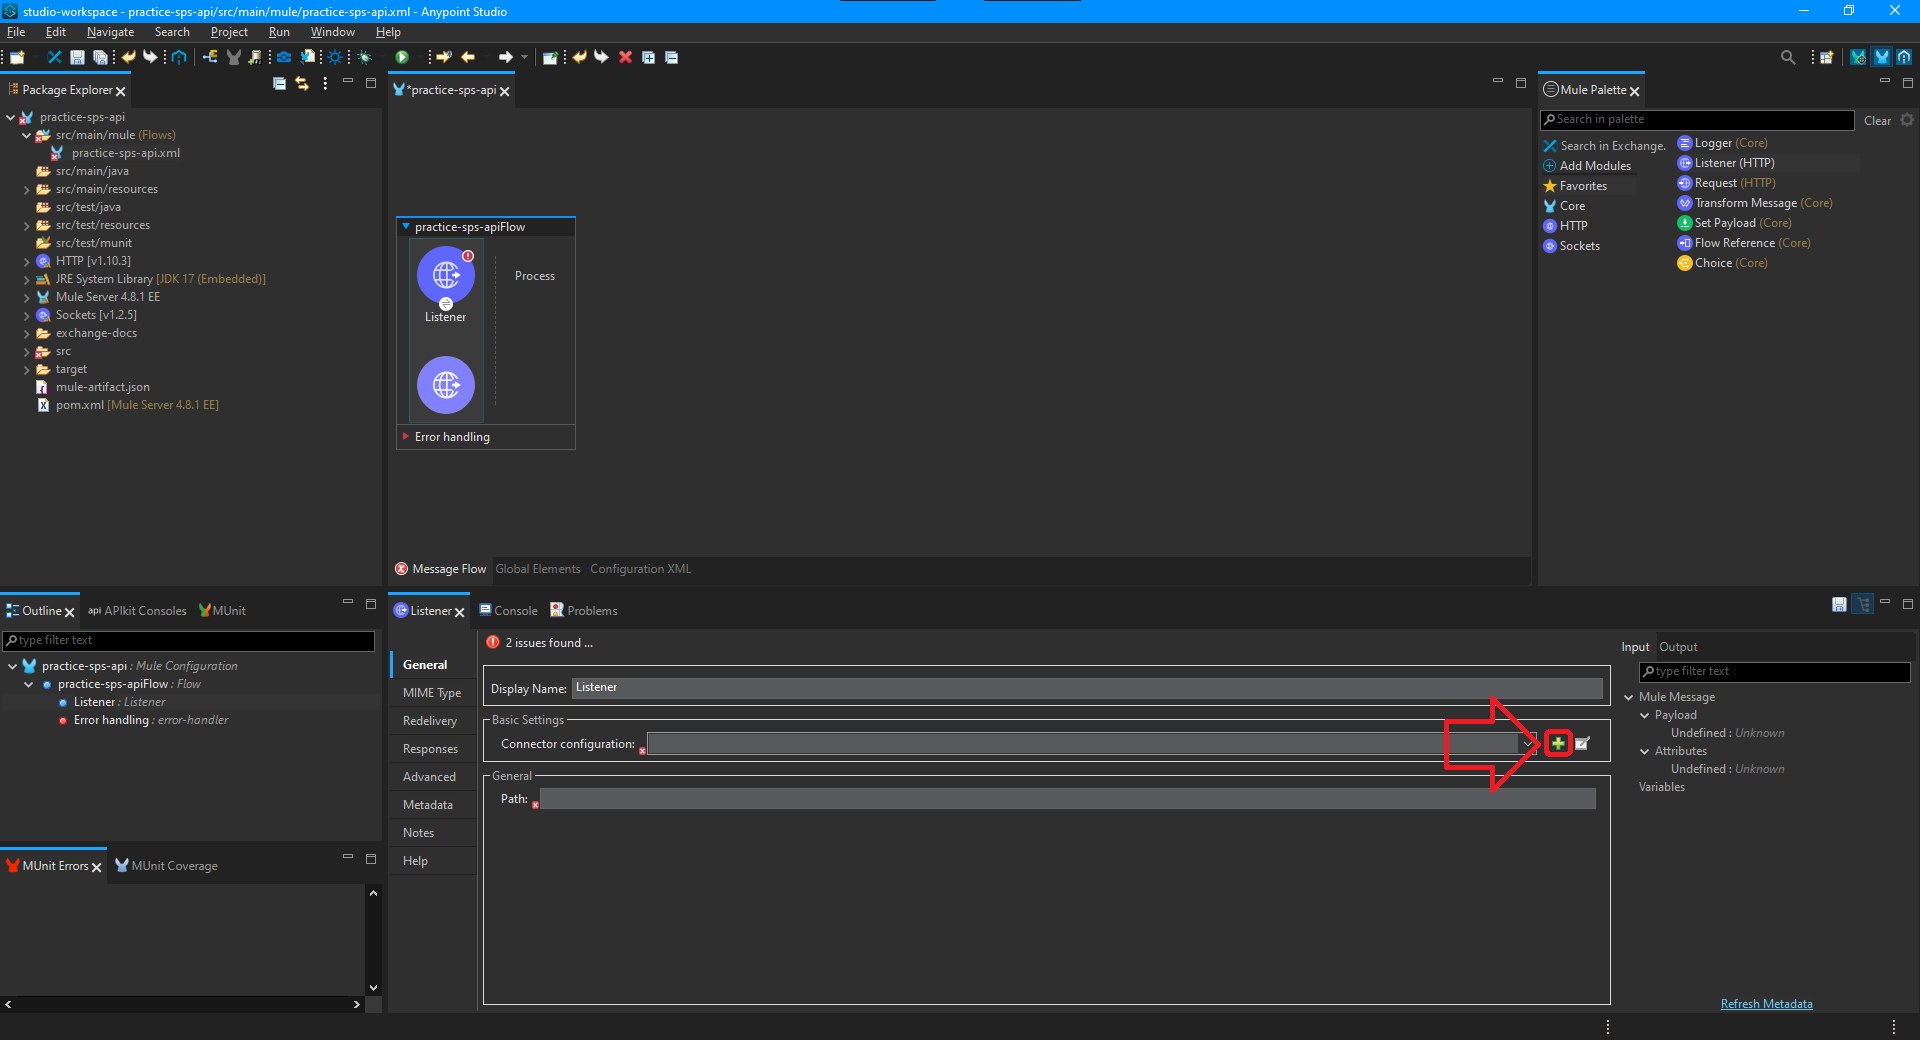 studio-workspace - practice-sps-api/src/main/mule/practice-sps-api.xml - Anypoint Studio
File Edit Navigate Search Project Run Window Help
Package Explorer
practice-sps-api
src/main/mule (Flows)
practice-sps-api.xml
src/main/java
src/main/resources
src/test/java
src/test/resources
src/test/munit
HTTP [v1.10.3]
JRE System Library [JDK 17 (Embedded)]
Mule Server 4.8.1 EE
Sockets [v1.2.5]
exchange-docs
src
target
mule-artifact.json
pom.xml [Mule Server 4.8.1 EE]
*practice-sps-api
practice-sps-apiFlow
Listener
Process
Error handling
Message Flow Global Elements Configuration XML
Mule Palette
Search in palette
Clear
Search in Exchange.
Add Modules
Favorites
Core
HTTP
Sockets
Logger (Core)
Listener (HTTP)
Request (HTTP)
Transform Message (Core)
Set Payload (Core)
Flow Reference (Core)
Choice (Core)
Outline api APIkit Consoles MUnit
type filter text
practice-sps-api : Mule Configuration
practice-sps-apiFlow : Flow
Listener : Listener
Error handling : error-handler
MUnit Errors MUnit Coverage
Listener Console Problems
2 issues found ...
General
MIME Type
Redelivery
Responses
Advanced
Metadata
Notes
Help
Display Name: Listener
Basic Settings
Connector configuration:
General
Path:
Input Output
type filter text
Mule Message
Payload
Undefined : Unknown
Attributes
Undefined : Unknown
Variables
Refresh Metadata